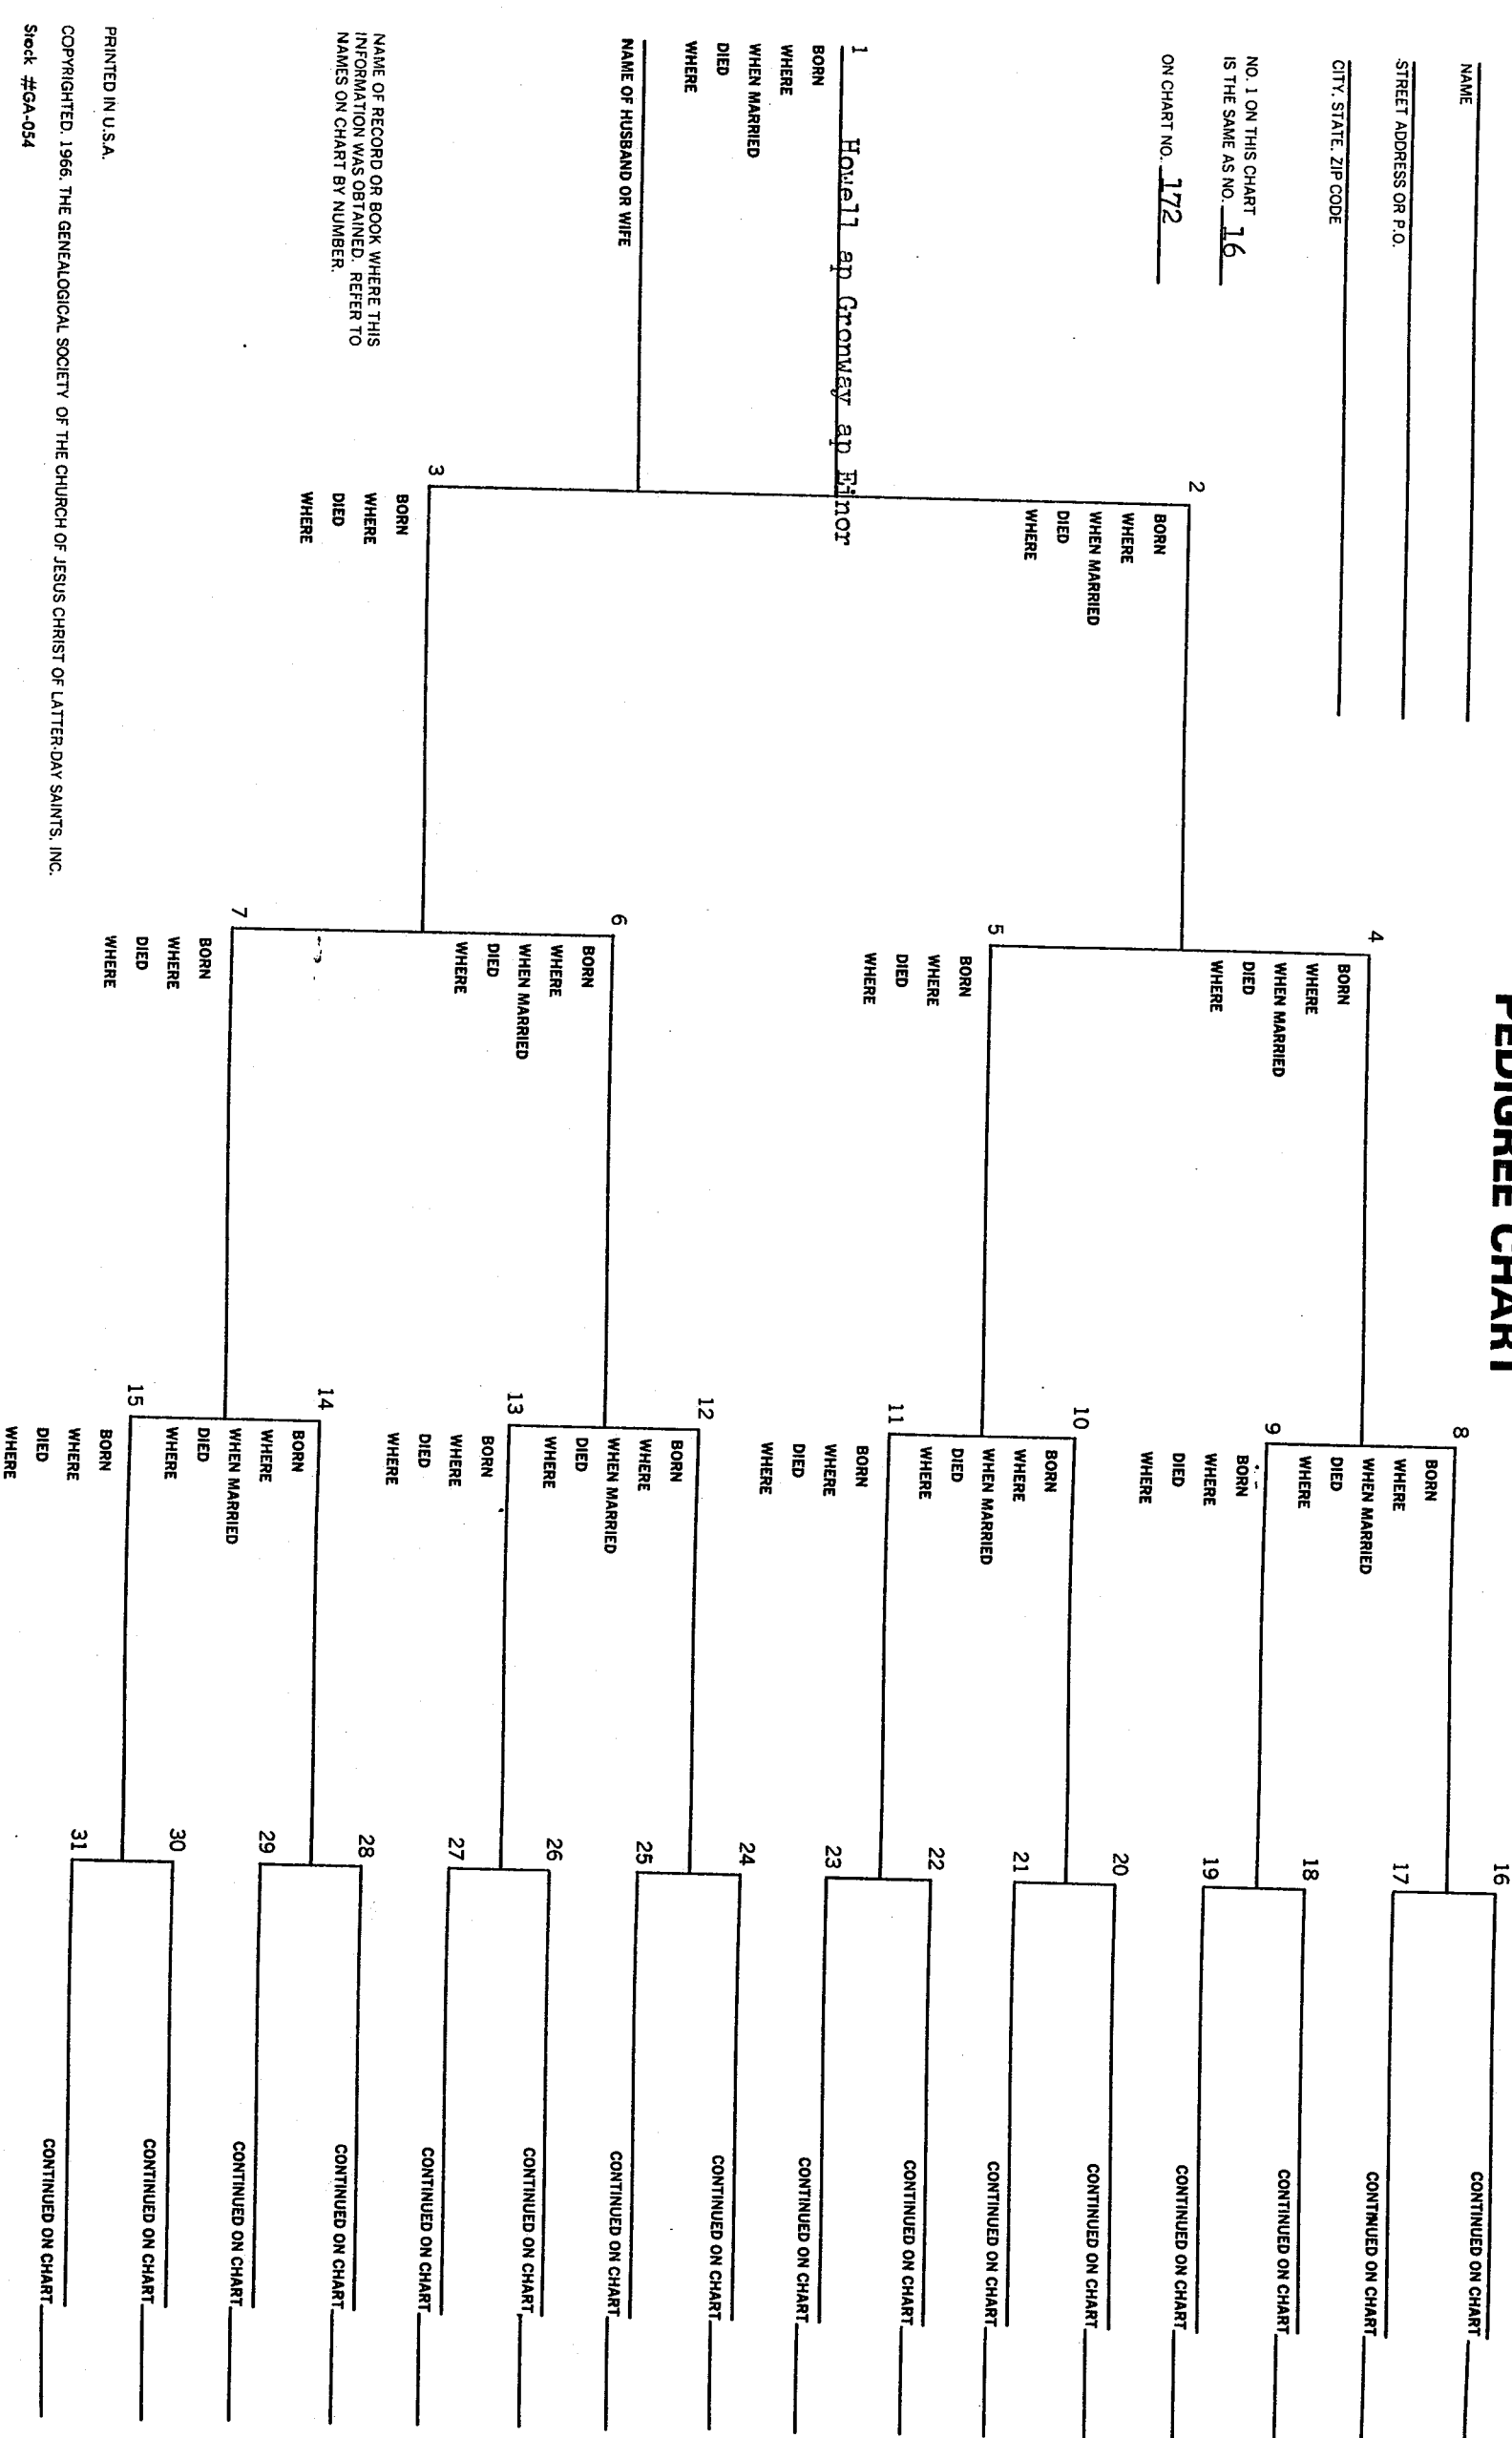 PEDIGREE CHART
NAME
STREET ADDRESS OR P.O.
CITY, STATE, ZIP CODE
NO. 1 ON THIS CHART
IS THE SAME AS NO. 16
ON CHART NO. 172
1 Howell ap Gronway ap Einor
BORN
WHERE
WHEN MARRIED
DIED
WHERE
NAME OF HUSBAND OR WIFE
NAME OF RECORD OR BOOK WHERE THIS
INFORMATION WAS OBTAINED. REFER TO
NAMES ON CHART BY NUMBER.
PRINTED IN U.S.A.
COPYRIGHTED, 1966, THE GENEALOGICAL SOCIETY OF THE CHURCH OF JESUS CHRIST OF LATTER-DAY SAINTS, INC.
Stock #GA-054
2
BORN
WHERE
WHEN MARRIED
DIED
WHERE
3
BORN
WHERE
DIED
WHERE
4
BORN
WHERE
WHEN MARRIED
DIED
WHERE
5
BORN
WHERE
DIED
WHERE
6
BORN
WHERE
WHEN MARRIED
DIED
WHERE
7
BORN
WHERE
DIED
WHERE
8
BORN
WHERE
WHEN MARRIED
DIED
WHERE
9
BORN
WHERE
DIED
WHERE
10
BORN
WHERE
WHEN MARRIED
DIED
WHERE
11
BORN
WHERE
DIED
WHERE
12
BORN
WHERE
WHEN MARRIED
DIED
WHERE
13
BORN
WHERE
DIED
WHERE
14
BORN
WHERE
WHEN MARRIED
DIED
WHERE
15
BORN
WHERE
DIED
WHERE
16
CONTINUED ON CHART
17
CONTINUED ON CHART
18
CONTINUED ON CHART
19
CONTINUED ON CHART
20
CONTINUED ON CHART
21
CONTINUED ON CHART
22
CONTINUED ON CHART
23
CONTINUED ON CHART
24
CONTINUED ON CHART
25
CONTINUED ON CHART
26
CONTINUED ON CHART
27
CONTINUED ON CHART
28
CONTINUED ON CHART
29
CONTINUED ON CHART
30
CONTINUED ON CHART
31
CONTINUED ON CHART